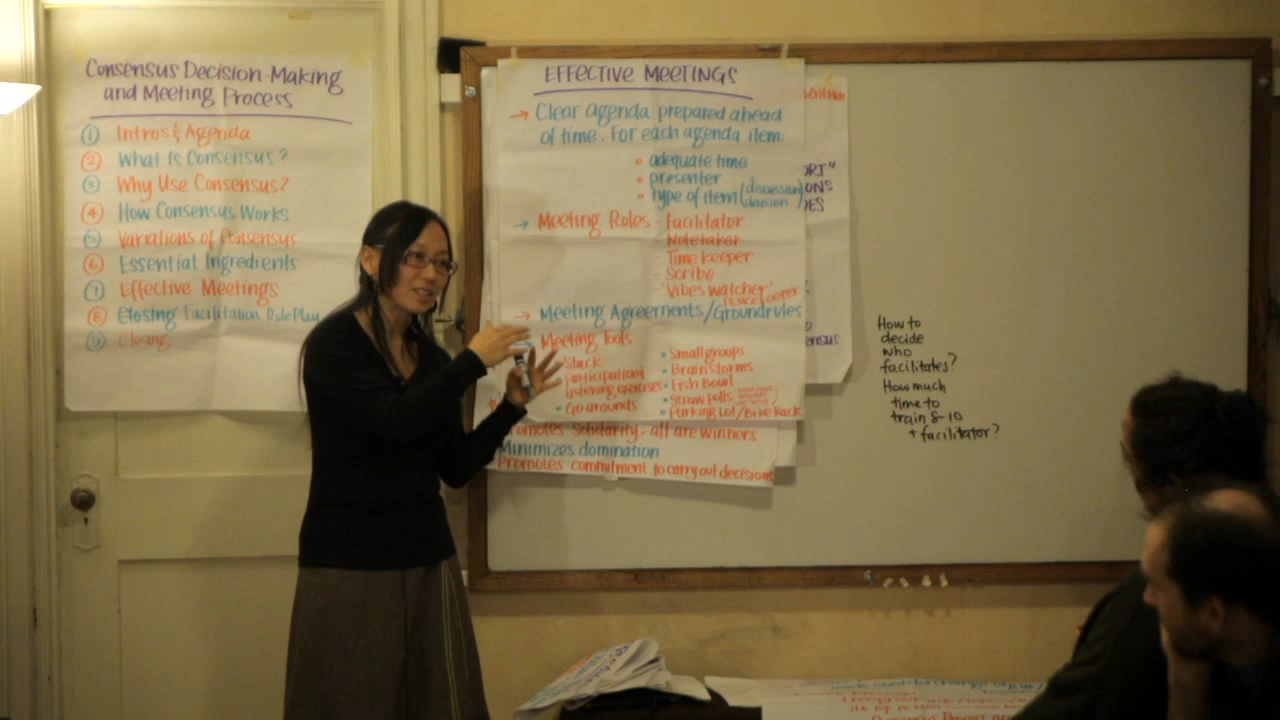 Consensus Decision-Making
and Meeting Process
1 Intros & Agenda
2 What Is Consensus?
3 Why Use Consensus?
4 How Consensus Works
5 Variations of Consensus
6 Essential Ingredients
7 Effective Meetings
8 Closing Facilitation Role Play
9 Closing
EFFECTIVE MEETINGS
→ Clear agenda prepared ahead
of time. For each agenda item:
adequate time
presenter
type of item (discussion
decision)
→ Meeting Roles - Facilitator
- Notetaker
- Time keeper
- Scribe
- 'Vibes watcher'
Peacekeeper
→ Meeting Agreements/Groundrules
Meeting Tools
Stack
participation/
listening exercises
• Go arounds
• Small groups
• Brainstorms
• Fish Bowl
• Straw polls
• Parking Lot/Bike Rack
romotes Solidarity - all are winners
Minimizes domination
Promotes commitment to carry out decisions
ORT"
ONS
ES
ensus
How to
decide
who
facilitates?
How much
time to
train 8-10
+ facilitator?